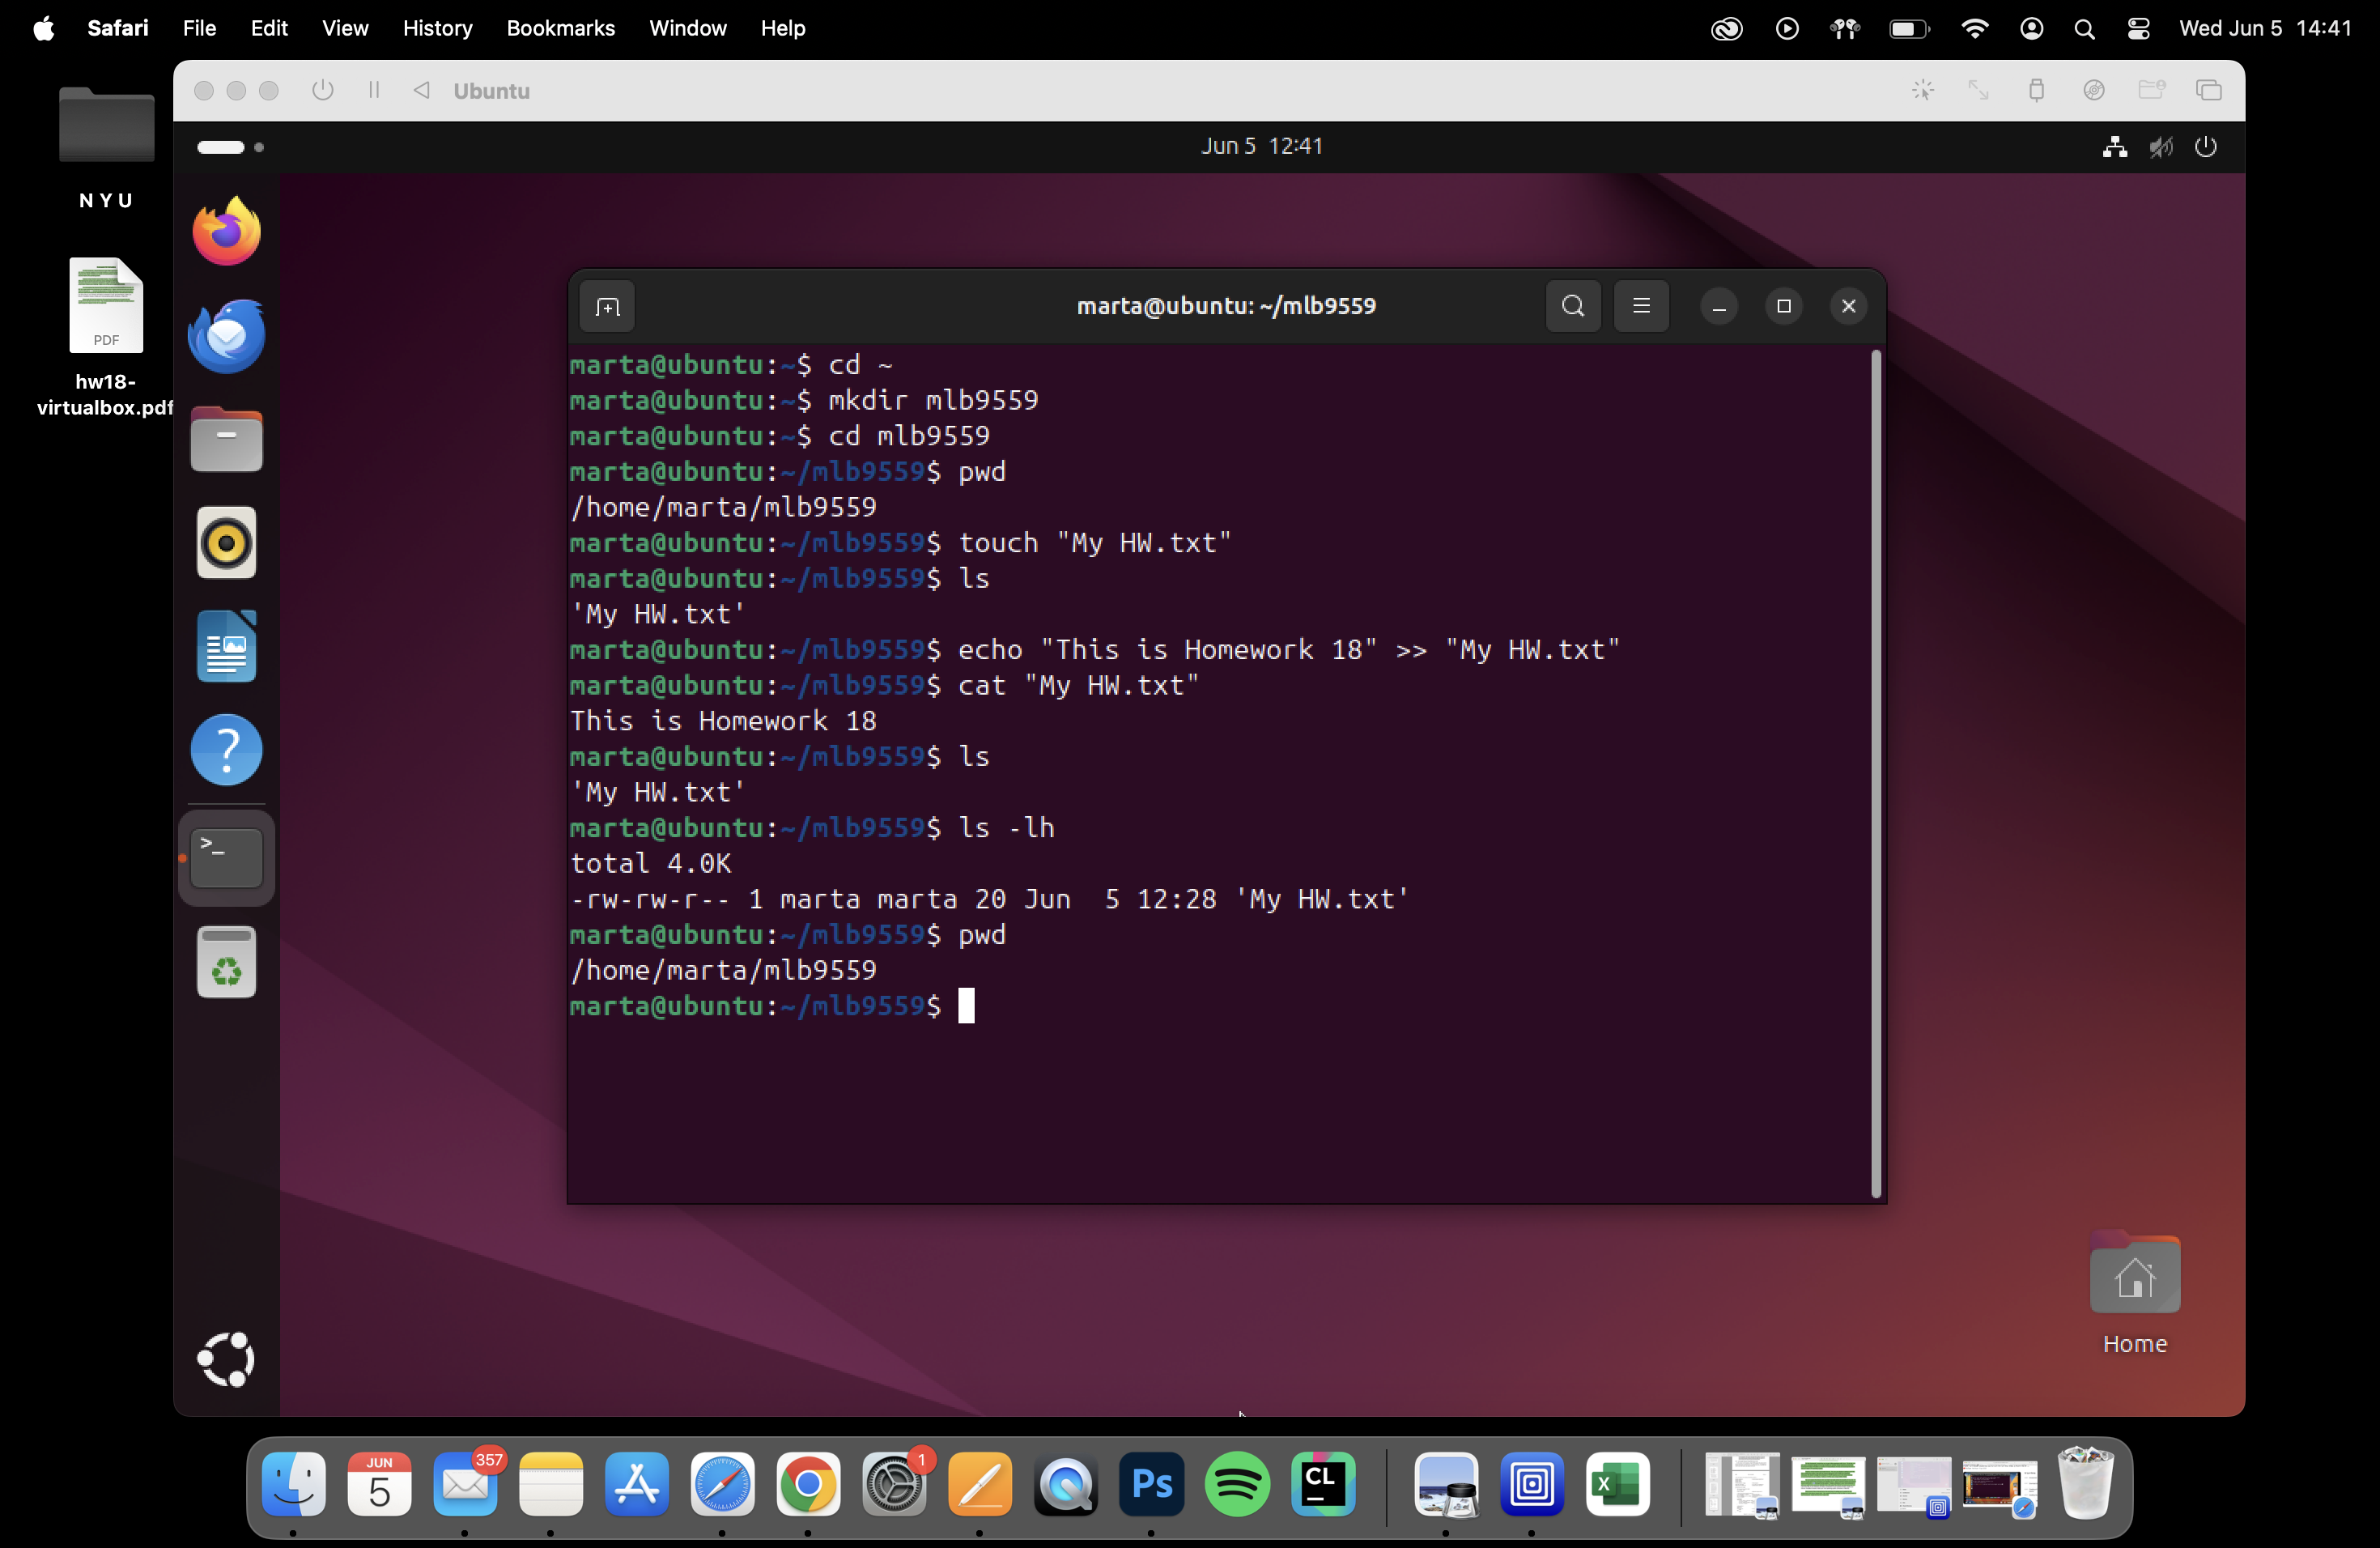 Safari File Edit View History Bookmarks Window Help Wed Jun 5 14:41
Ubuntu
Jun 5 12:41
N Y U
PDF
hw18-
virtualbox.pdf
marta@ubuntu: ~/mlb9559
marta@ubuntu:~$ cd ~
marta@ubuntu:~$ mkdir mlb9559
marta@ubuntu:~$ cd mlb9559
marta@ubuntu:~/mlb9559$ pwd
/home/marta/mlb9559
marta@ubuntu:~/mlb9559$ touch "My HW.txt"
marta@ubuntu:~/mlb9559$ ls
'My HW.txt'
marta@ubuntu:~/mlb9559$ echo "This is Homework 18" >> "My HW.txt"
marta@ubuntu:~/mlb9559$ cat "My HW.txt"
This is Homework 18
marta@ubuntu:~/mlb9559$ ls
'My HW.txt'
marta@ubuntu:~/mlb9559$ ls -lh
total 4.0K
-rw-rw-r-- 1 marta marta 20 Jun  5 12:28 'My HW.txt'
marta@ubuntu:~/mlb9559$ pwd
/home/marta/mlb9559
marta@ubuntu:~/mlb9559$
>_
?
Home
JUN
5
357
1
Ps
CL
X